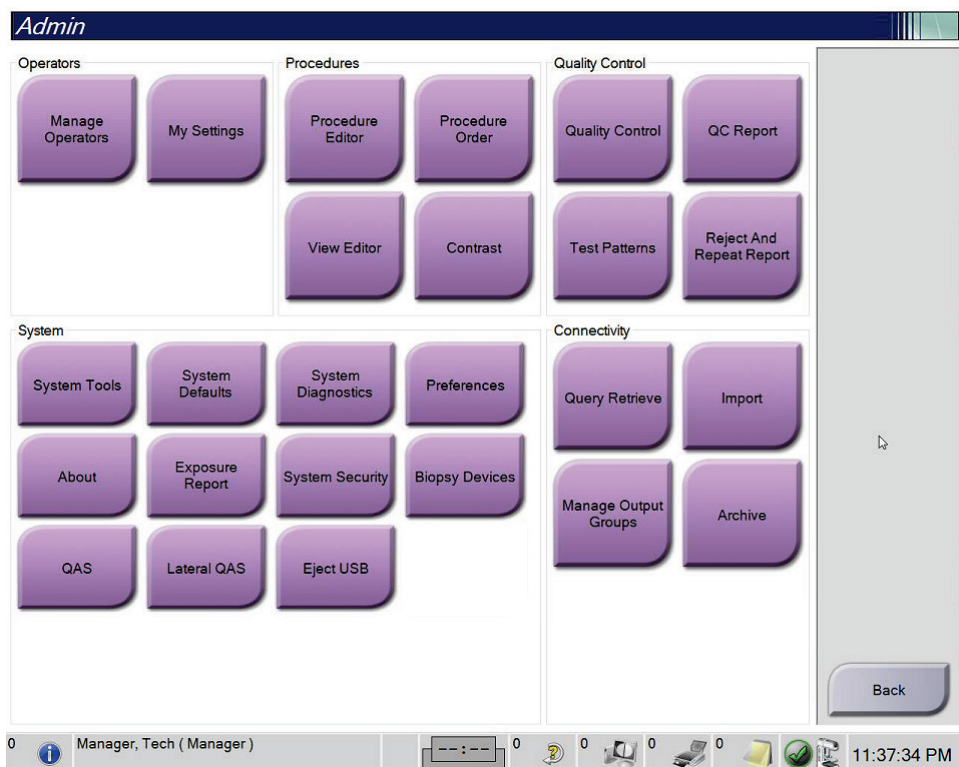 Admin
Operators
Manage
Operators
My Settings
Procedures
Procedure
Editor
Procedure
Order
View Editor
Contrast
Quality Control
Quality Control
QC Report
Test Patterns
Reject And
Repeat Report
System
System Tools
System
Defaults
System
Diagnostics
Preferences
About
Exposure
Report
System Security
Biopsy Devices
QAS
Lateral QAS
Eject USB
Connectivity
Query Retrieve
Import
Manage Output
Groups
Archive
Back
0
Manager, Tech ( Manager )
--:--
0
0
0
0
11:37:34 PM